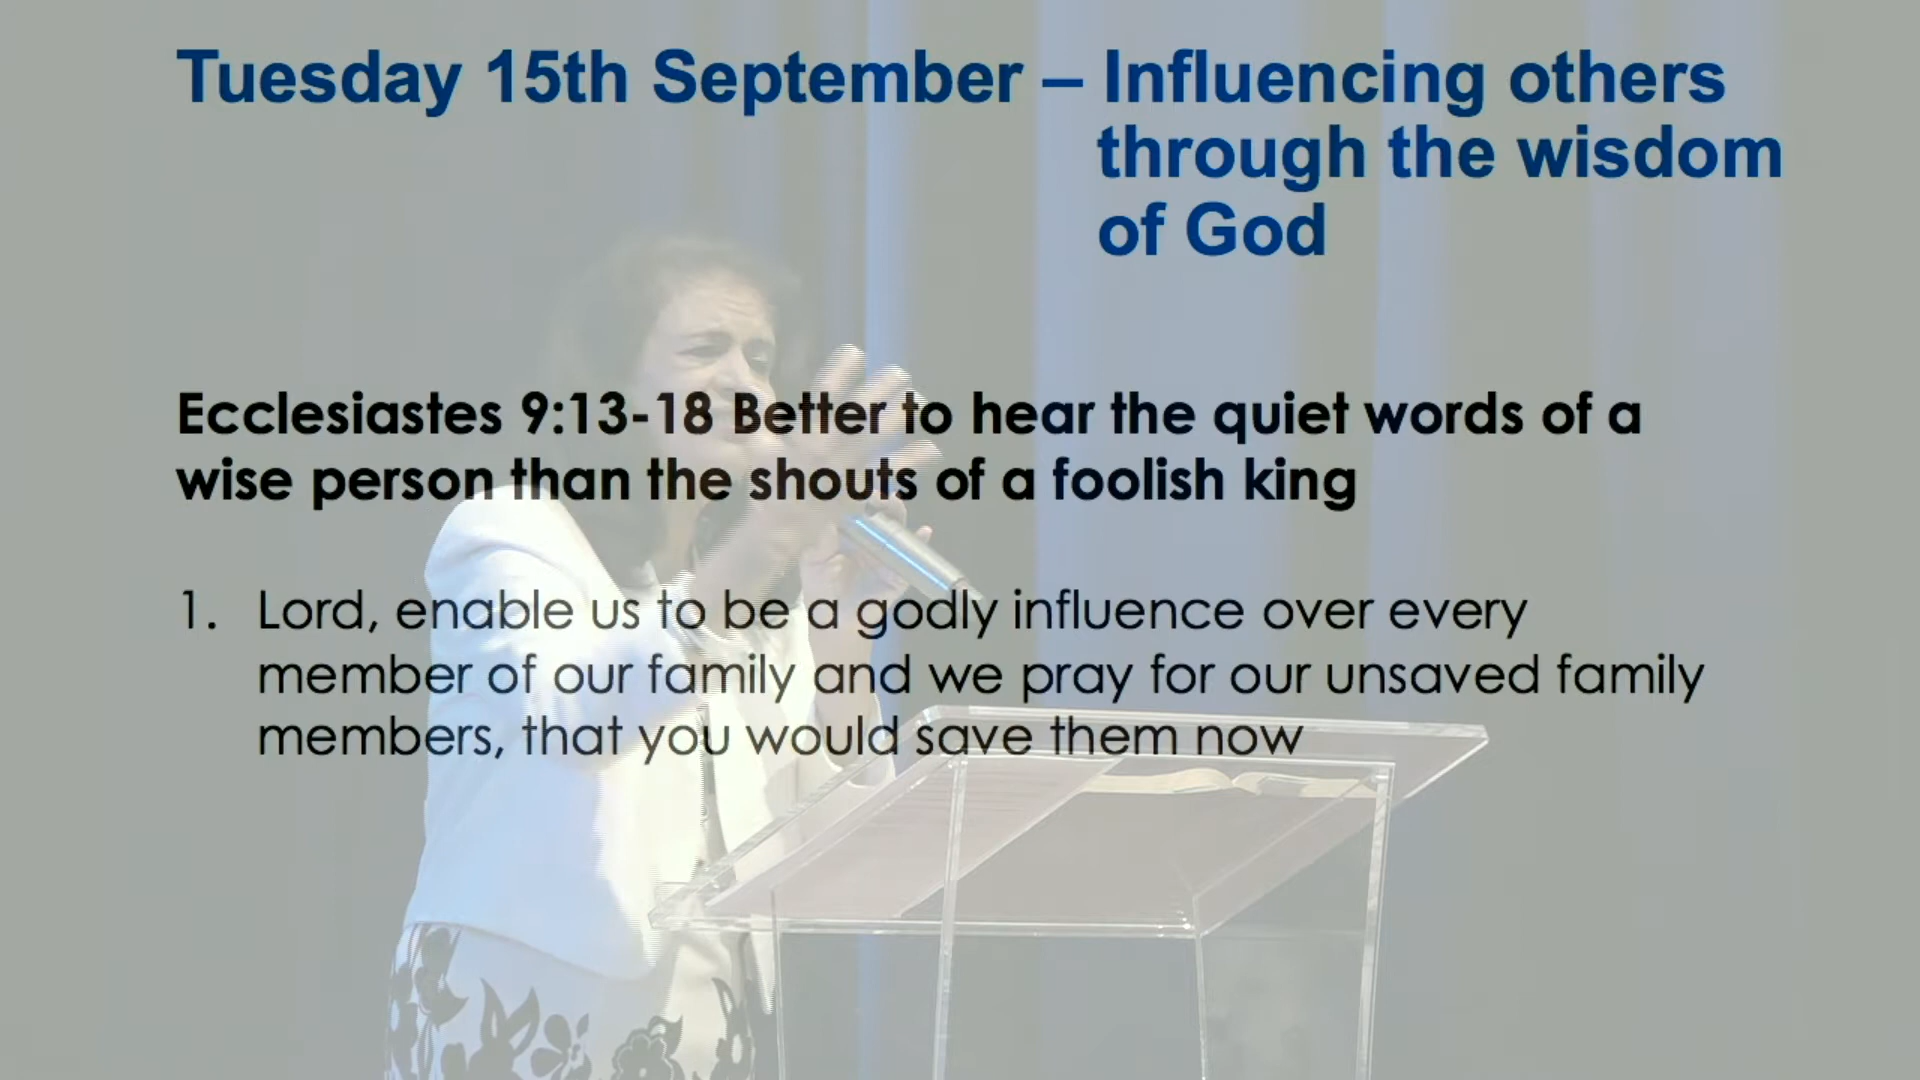 Tuesday 15th September – Influencing others
through the wisdom
of God
Ecclesiastes 9:13-18 Better to hear the quiet words of a
wise person than the shouts of a foolish king
1. Lord, enable us to be a godly influence over every
member of our family and we pray for our unsaved family
members, that you would save them now